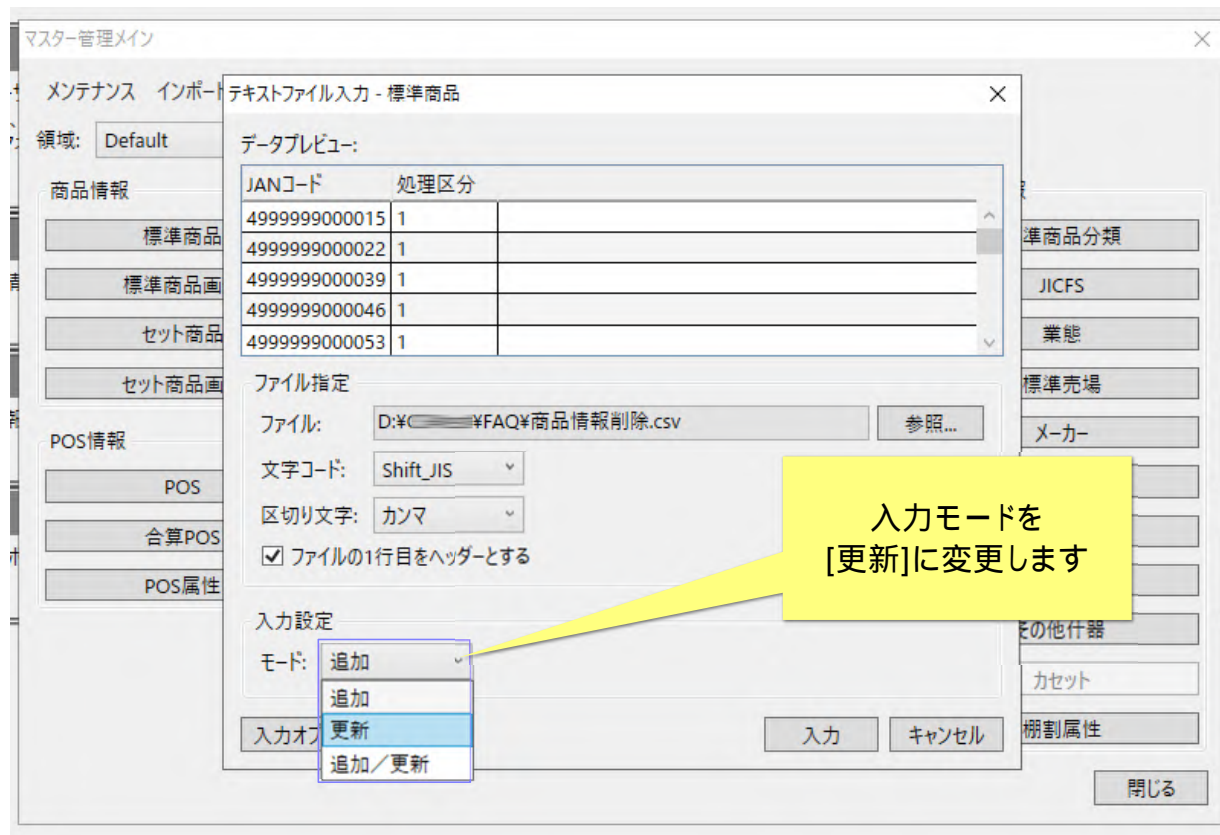 マスター管理メイン
メンテナンス インポート
領域: Default
商品情報
標準商品
標準商品画
セット商品
セット商品画
POS情報
POS
合算POS
POS属性
テキストファイル入力 - 標準商品
データプレビュー:
JANコード 処理区分
4999999000015 1
4999999000022 1
4999999000039 1
4999999000046 1
4999999000053 1
ファイル指定
ファイル: D:¥ ¥FAQ¥商品情報削除.csv 参照...
文字コード: Shift_JIS
区切り文字: カンマ
ファイルの1行目をヘッダーとする
入力設定
モード: 追加
追加
更新
追加／更新
入力オプ
入力 キャンセル
入力モードを
[更新]に変更します
準商品分類
JICFS
業態
標準売場
メーカー
その他什器
カセット
棚割属性
閉じる